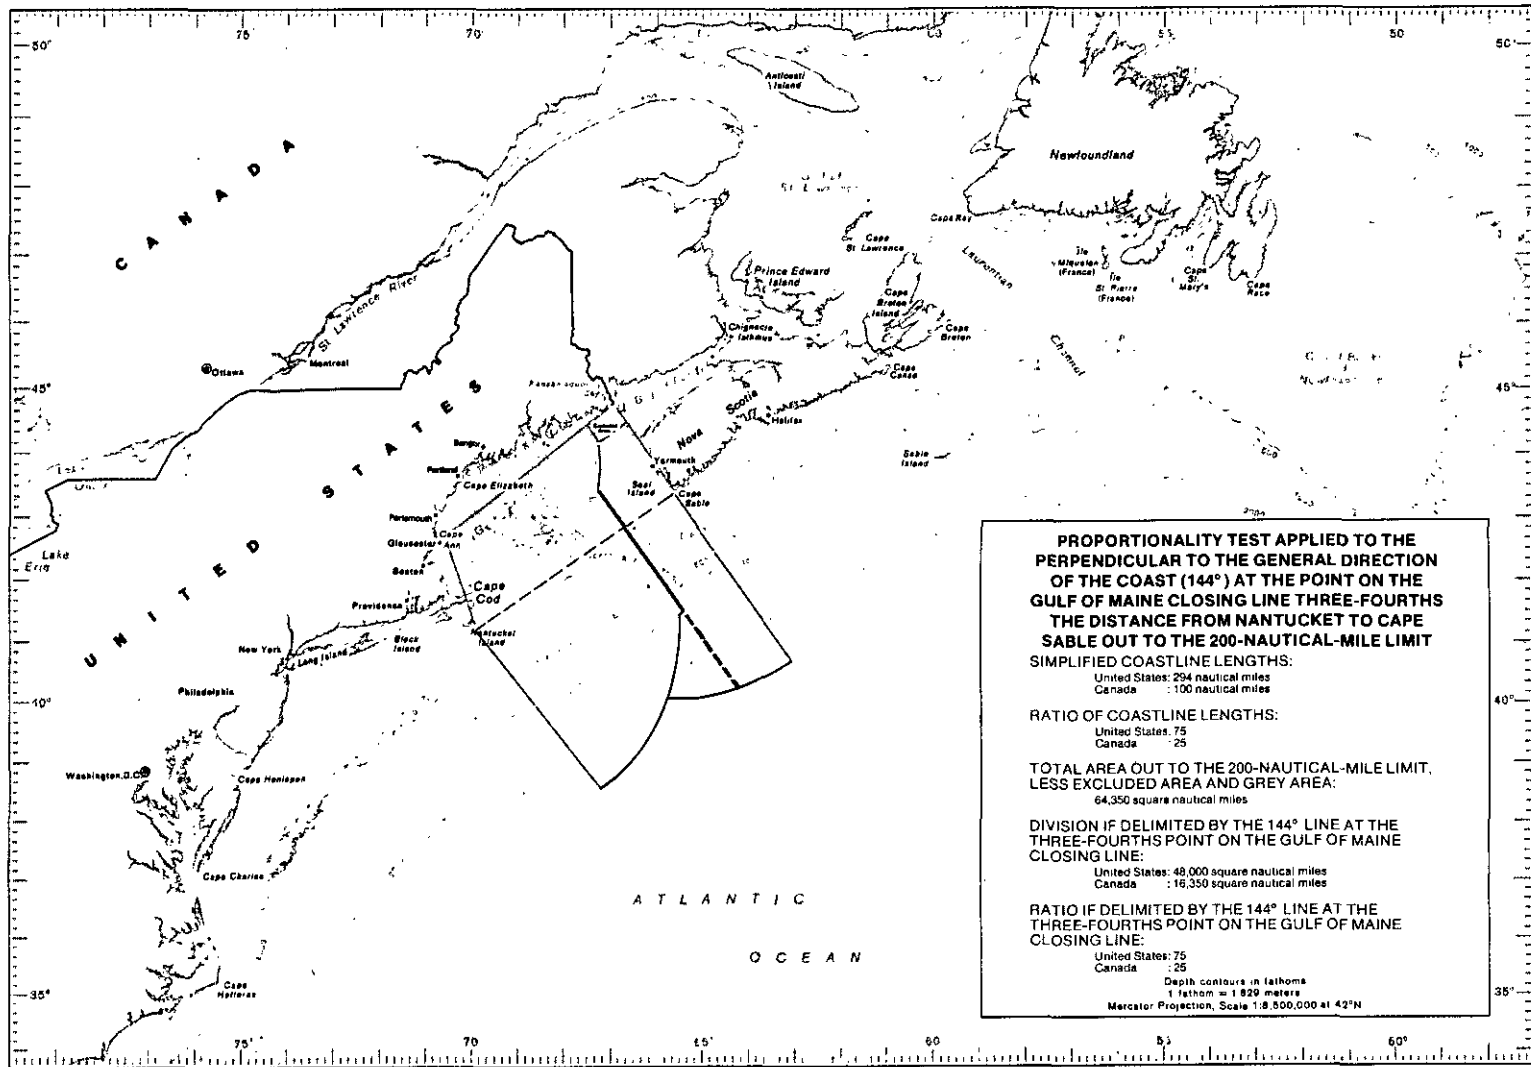 75° 70° 60 55 50
50° 50°
Anticosti
Island
Newfoundland
C A N A D A
St Lawrence River
Cape Ray
Cape
St Lawrence
Laurentian
Channel
Île
Miquelon
(France)
Île
St Pierre
(France)
Cape
St.
Mary's
Cape
Race
Prince Edward
Island
Cape
Breton
Island
Cape
Breton
Chignecto
Isthmus
Cape
Canso
Ottawa
Montreal
45° 45°
Nova Scotia
Halifax
Sable
Island
Bangor
Portland
Cape Elizabeth
Yarmouth
Seal
Island
Cape
Sable
Portsmouth
Gloucester
Cape
Ann
Boston
Cape
Cod
Providence
Nantucket
Island
Block
Island
New York
Long Island
Philadelphia
Lake
Erie
U N I T E D S T A T E S
40° 40°
Washington, D.C.
Cape Henlopen
Cape Charles
Cape
Hatteras
A T L A N T I C
O C E A N
35° 35°
75° 65° 60 55 50°
PROPORTIONALITY TEST APPLIED TO THE
PERPENDICULAR TO THE GENERAL DIRECTION
OF THE COAST (144°) AT THE POINT ON THE
GULF OF MAINE CLOSING LINE THREE-FOURTHS
THE DISTANCE FROM NANTUCKET TO CAPE
SABLE OUT TO THE 200-NAUTICAL-MILE LIMIT
SIMPLIFIED COASTLINE LENGTHS:
United States: 294 nautical miles
Canada : 100 nautical miles
RATIO OF COASTLINE LENGTHS:
United States: 75
Canada : 25
TOTAL AREA OUT TO THE 200-NAUTICAL-MILE LIMIT,
LESS EXCLUDED AREA AND GREY AREA:
64,350 square nautical miles
DIVISION IF DELIMITED BY THE 144° LINE AT THE
THREE-FOURTHS POINT ON THE GULF OF MAINE
CLOSING LINE:
United States: 48,000 square nautical miles
Canada : 16,350 square nautical miles
RATIO IF DELIMITED BY THE 144° LINE AT THE
THREE-FOURTHS POINT ON THE GULF OF MAINE
CLOSING LINE:
United States: 75
Canada : 25
Depth contours in fathoms
1 fathom = 1 829 meters
Mercator Projection, Scale 1:8,500,000 at 42°N